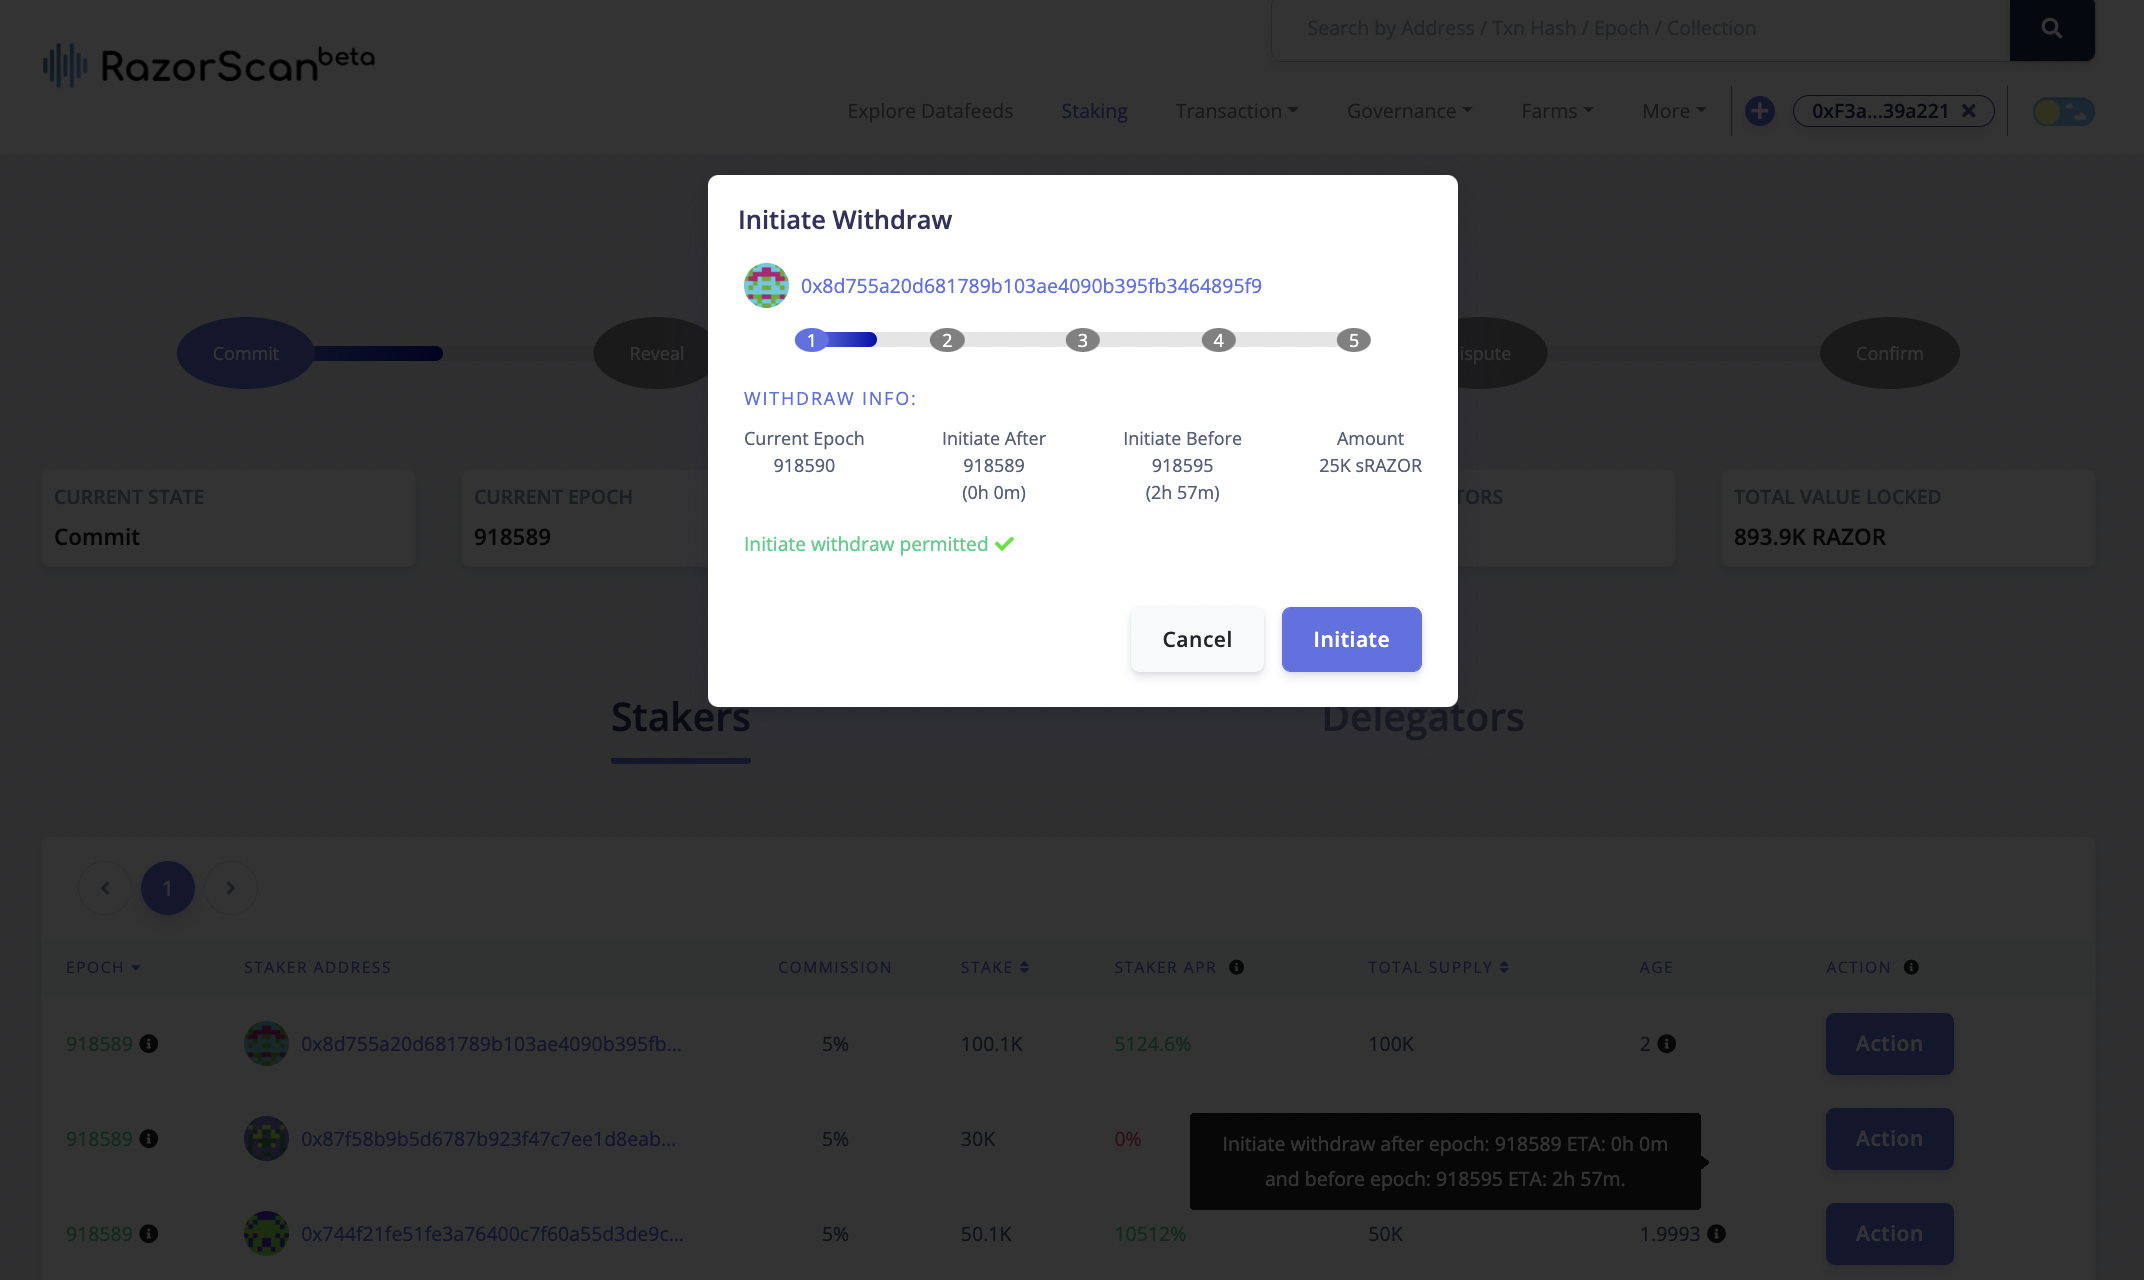 Search by Address / Txn Hash / Epoch / Collection
RazorScan beta
Explore Datafeeds
Staking
Transaction
Governance
Farms
More
0xF3a...39a221
Initiate Withdraw
0x8d755a20d681789b103ae4090b395fb3464895f9
1 2 3 4 5
Commit
Reveal
ispute
Confirm
WITHDRAW INFO:
Current Epoch
918590
Initiate After
918589
(0h 0m)
Initiate Before
918595
(2h 57m)
Amount
25K sRAZOR
Initiate withdraw permitted
Cancel
Initiate
CURRENT STATE
Commit
CURRENT EPOCH
918589
TORS
TOTAL VALUE LOCKED
893.9K RAZOR
Stakers
Delegators
1
EPOCH STAKER ADDRESS COMMISSION STAKE STAKER APR TOTAL SUPPLY AGE ACTION
918589 0x8d755a20d681789b103ae4090b395fb... 5% 100.1K 5124.6% 100K 2 Action
918589 0x87f58b9b5d6787b923f47c7ee1d8eab... 5% 30K 0% Action
Initiate withdraw after epoch: 918589 ETA: 0h 0m
and before epoch: 918595 ETA: 2h 57m.
918589 0x744f21fe51fe3a76400c7f60a55d3de9c... 5% 50.1K 10512% 50K 1.9993 Action